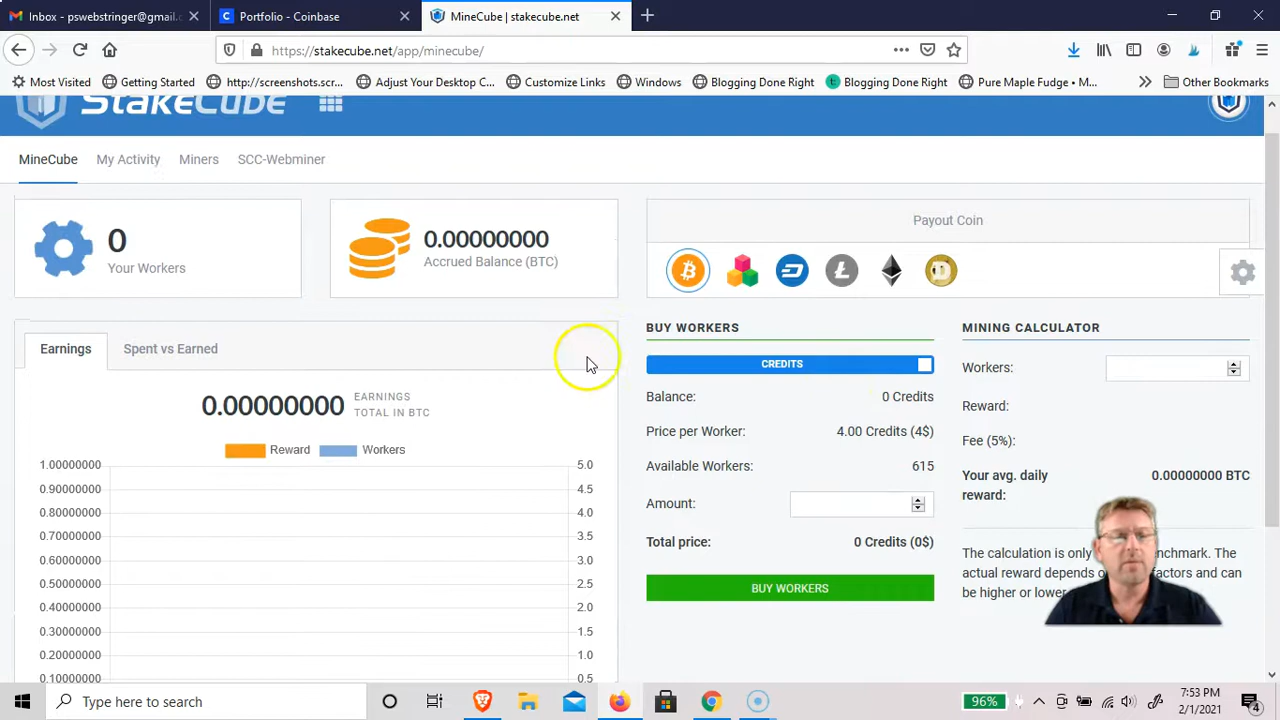 Inbox - pswebstringer@gmail.c
Portfolio - Coinbase
MineCube | stakecube.net
https://stakecube.net/app/minecube/
Most Visited
Getting Started
http://screenshots.scr...
Adjust Your Desktop C...
Customize Links
Windows
Blogging Done Right
Blogging Done Right
Pure Maple Fudge • M...
Other Bookmarks
StakeCube
MineCube
My Activity
Miners
SCC-Webminer
0
Your Workers
0.00000000
Accrued Balance (BTC)
Payout Coin
Earnings
Spent vs Earned
0.00000000
EARNINGS
TOTAL IN BTC
Reward
Workers
1.00000000
5.0
0.90000000
4.5
0.80000000
4.0
0.70000000
3.5
0.60000000
3.0
0.50000000
2.5
0.40000000
2.0
0.30000000
1.5
0.20000000
1.0
0.10000000
0.5
BUY WORKERS
CREDITS
Balance:
0 Credits
Price per Worker:
4.00 Credits (4$)
Available Workers:
615
Amount:
Total price:
0 Credits (0$)
BUY WORKERS
MINING CALCULATOR
Workers:
Reward:
Fee (5%):
Your avg. daily
reward:
0.00000000 BTC
The calculation is only
enchmark. The
actual reward depends
factors and can
be higher or lower
Type here to search
96%
7:53 PM
2/1/2021
4